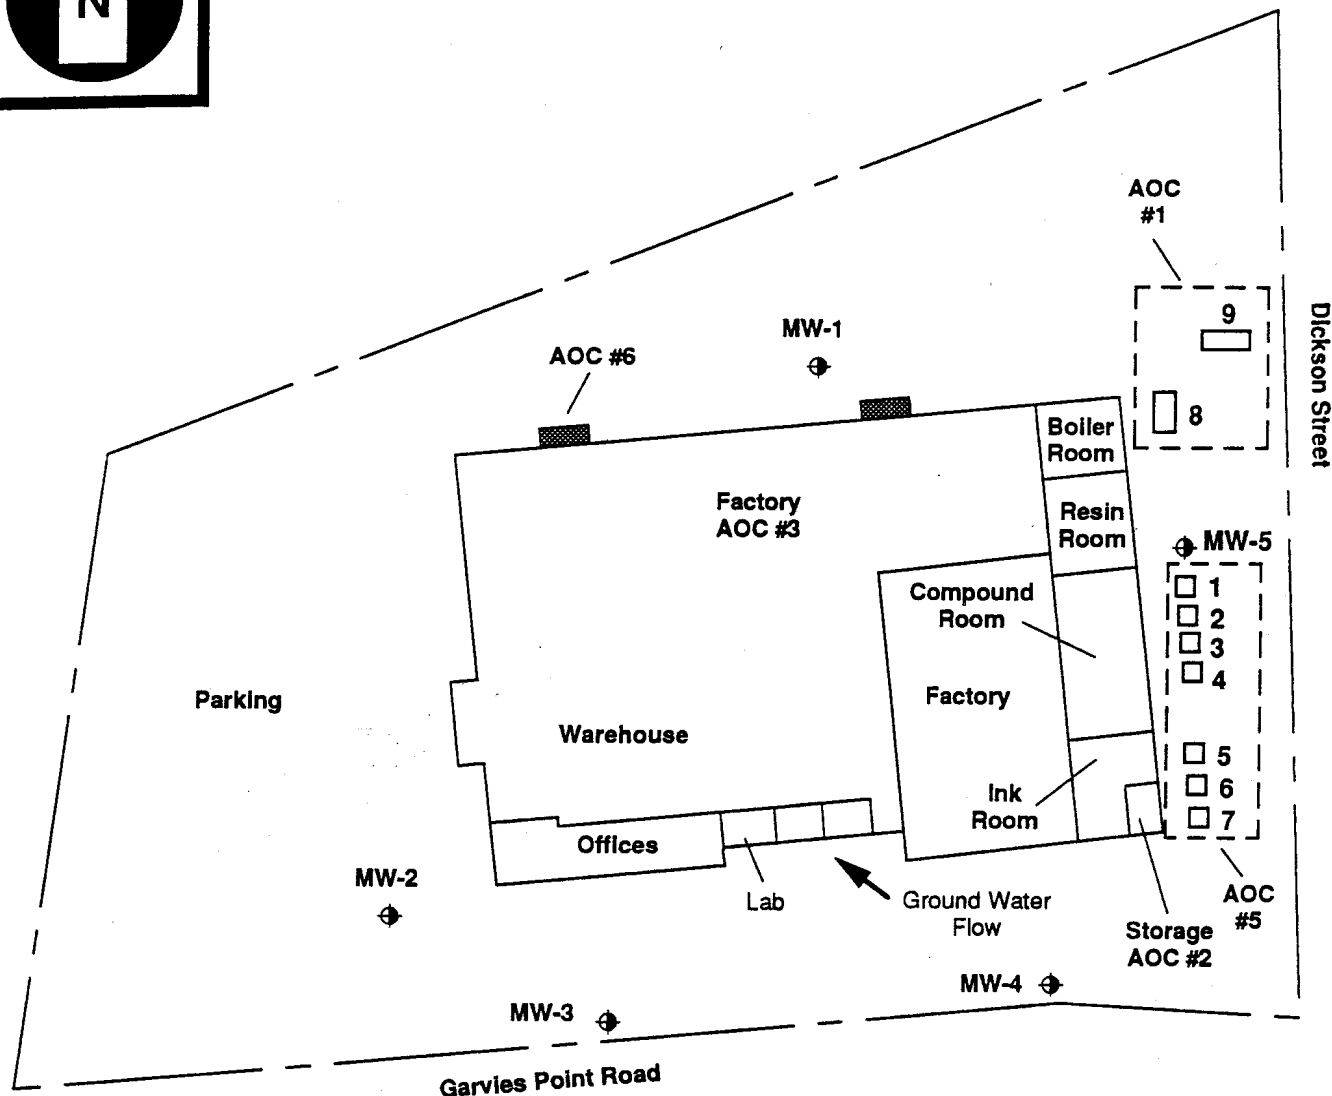 N
AOC
#1
9
8
Dickson Street
MW-1
AOC #6
Boiler
Room
Factory
AOC #3
Resin
Room
MW-5
1
2
3
4
5
6
7
Compound
Room
Factory
Parking
Warehouse
Ink
Room
Offices
MW-2
Lab
Ground Water
Flow
AOC
#5
Storage
AOC #2
MW-4
MW-3
Garvies Point Road